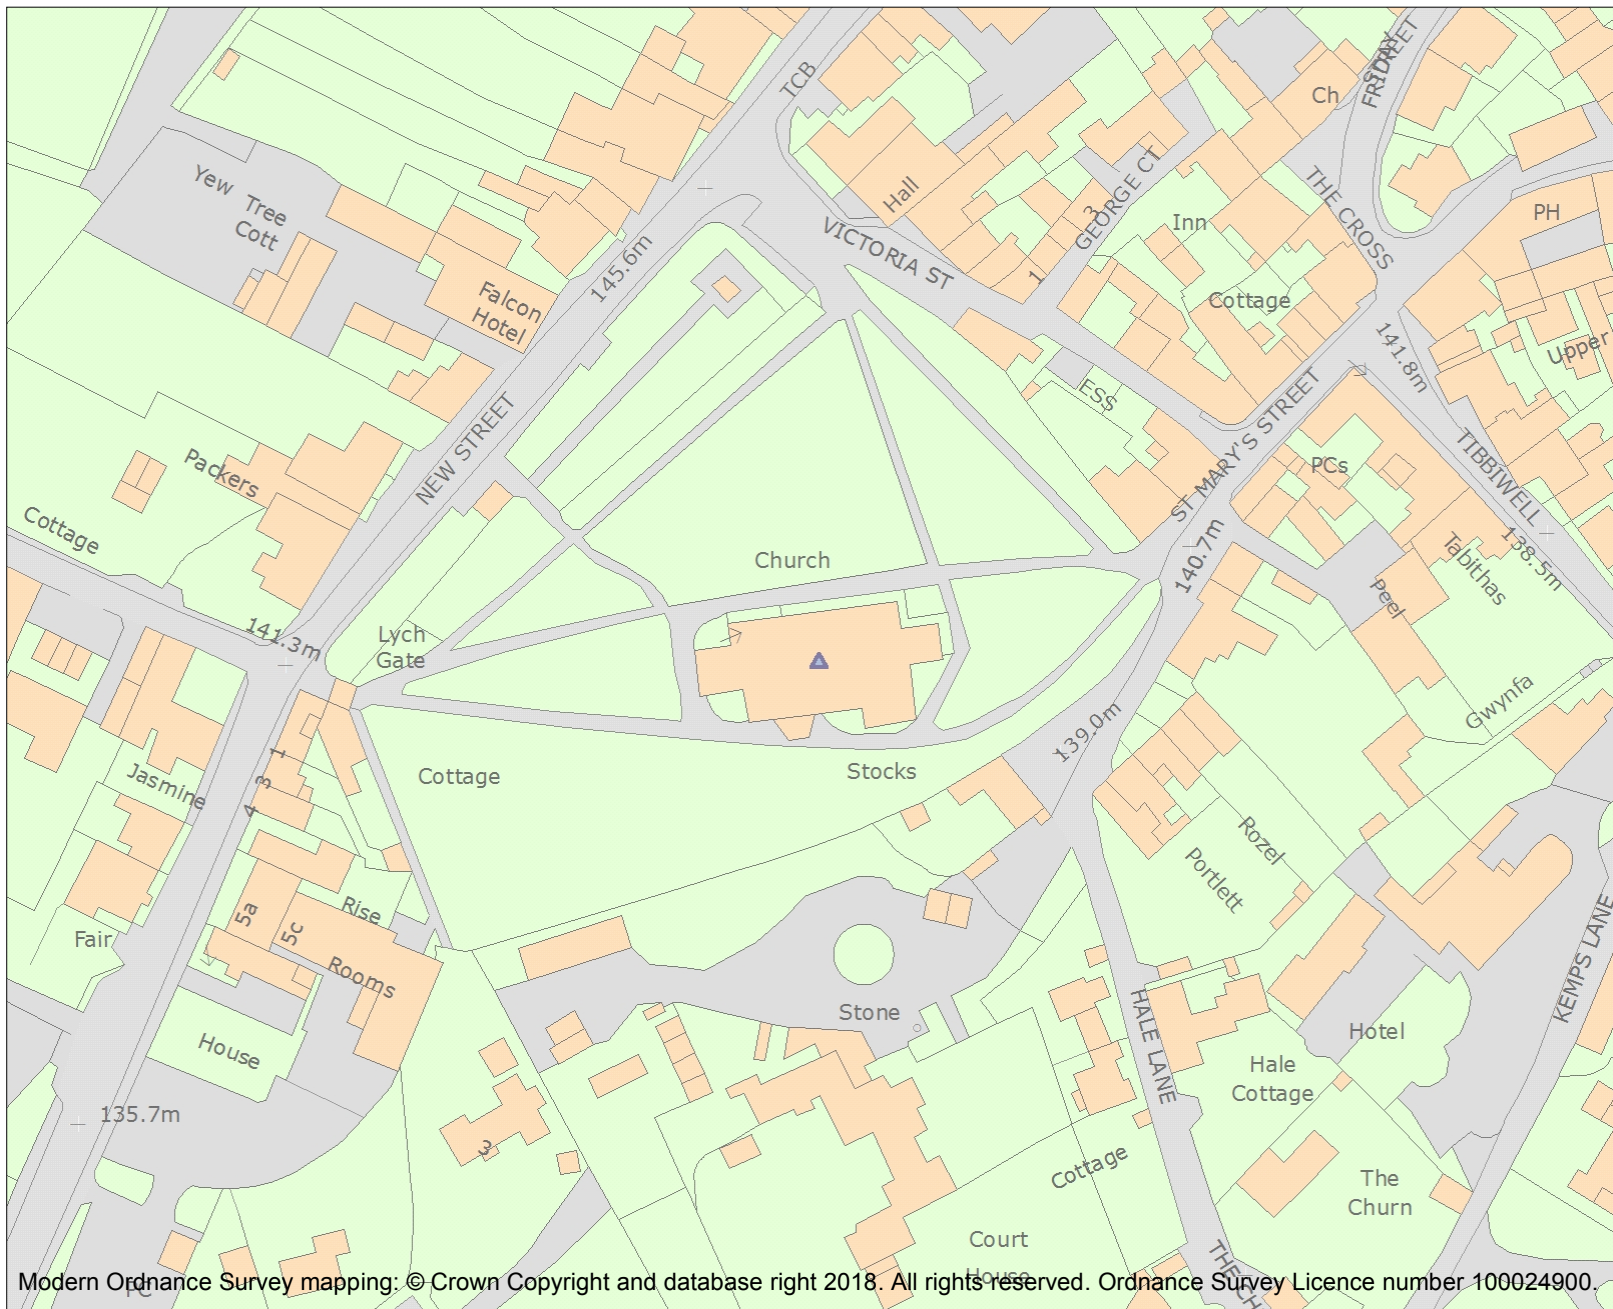 TCB
FRIDAY
STREET
Ch
Yew Tree
Cott
Hall
GEORGE CT
3
1
Inn
THE CROSS
PH
VICTORIA ST
145.6m
Falcon
Hotel
Cottage
141.8m
Upper
ESS
NEW STREET
ST MARY'S STREET
PCs
TIBBIWELL
Packers
Cottage
Church
140.7m
Tabithas
138.5m
Peel
141.3m
Lych
Gate
Gwynfa
139.0m
Jasmine
1
3
4
Cottage
Stocks
Rozel
Portlett
Rise
5a
5c
Fair
Rooms
KEMPS LANE
Stone
HALE LANE
Hotel
House
Hale
Cottage
135.7m
3
Cottage
The
Churn
Court
House
PC
Modern Ordnance Survey mapping: © Crown Copyright and database right 2018. All rights reserved. Ordnance Survey Licence number 100024900.